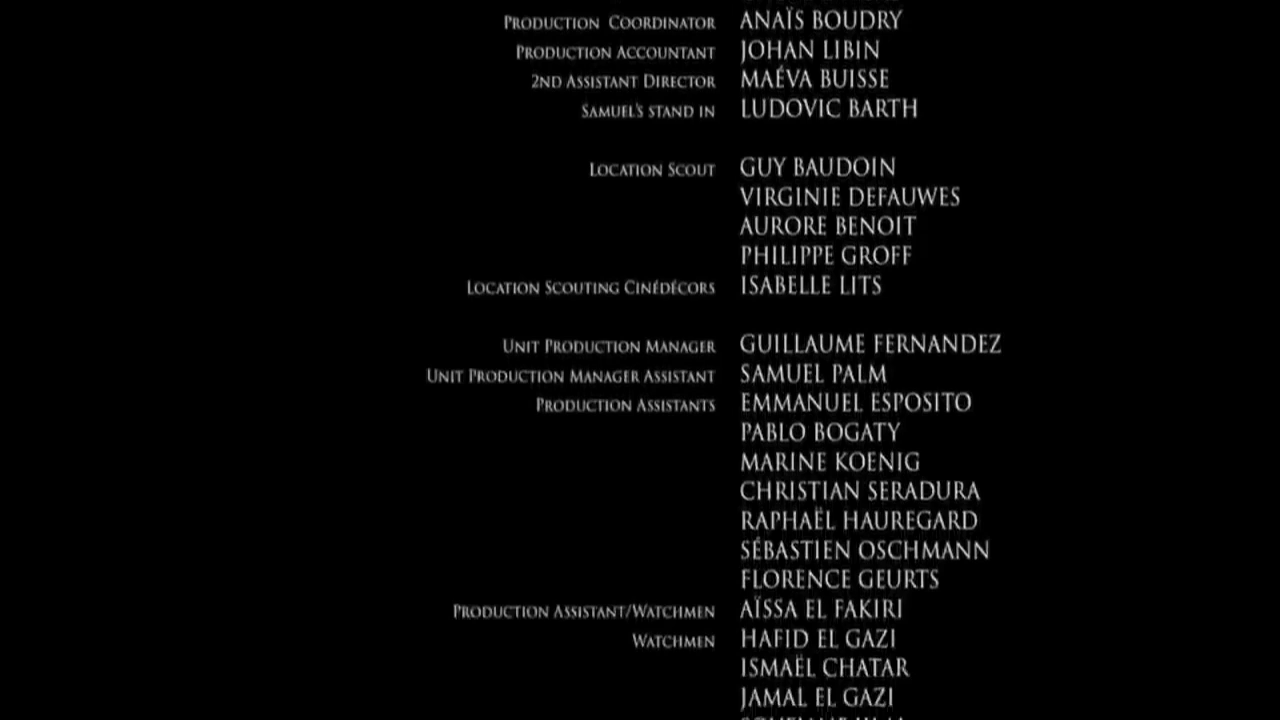 PRODUCTION COORDINATOR ANAÏS BOUDRY
PRODUCTION ACCOUNTANT JOHAN LIBIN
2ND ASSISTANT DIRECTOR MAÉVA BUISSE
SAMUEL'S STAND IN LUDOVIC BARTH
LOCATION SCOUT GUY BAUDOIN
VIRGINIE DEFAUWES
AURORE BENOIT
PHILIPPE GROFF
LOCATION SCOUTING CINÉDÉCORS ISABELLE LITS
UNIT PRODUCTION MANAGER GUILLAUME FERNANDEZ
UNIT PRODUCTION MANAGER ASSISTANT SAMUEL PALM
PRODUCTION ASSISTANTS EMMANUEL ESPOSITO
PABLO BOGATY
MARINE KOENIG
CHRISTIAN SERADURA
RAPHAËL HAUREGARD
SÉBASTIEN OSCHMANN
FLORENCE GEURTS
PRODUCTION ASSISTANT/WATCHMEN AÏSSA EL FAKIRI
WATCHMEN HAFID EL GAZI
ISMAËL CHATAR
JAMAL EL GAZI